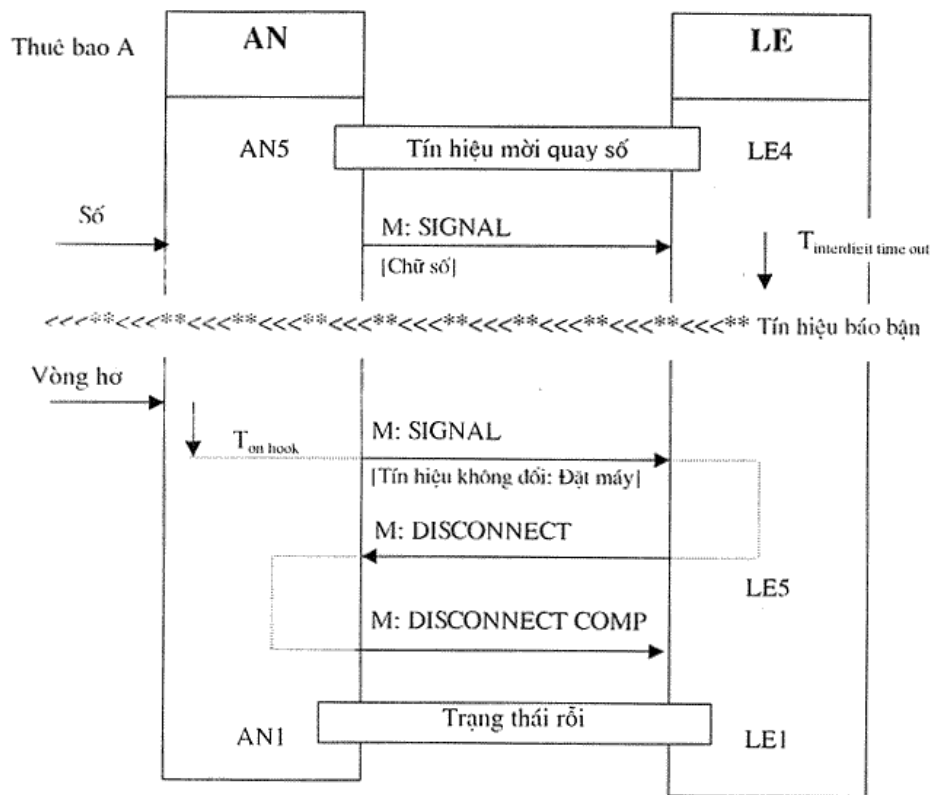 Thuê bao A
AN
LE
AN5
Tín hiệu mời quay số
LE4
Số
M: SIGNAL
[Chữ số]
T interdigit time out
<<<**<<<**<<<**<<<**<<<**<<<**<<<**<<<**<<<**<<<** Tín hiệu báo bận
Vòng hơ
T on hook
M: SIGNAL
[Tín hiệu không đổi: Đặt máy]
M: DISCONNECT
LE5
M: DISCONNECT COMP
Trạng thái rỗi
AN1
LE1